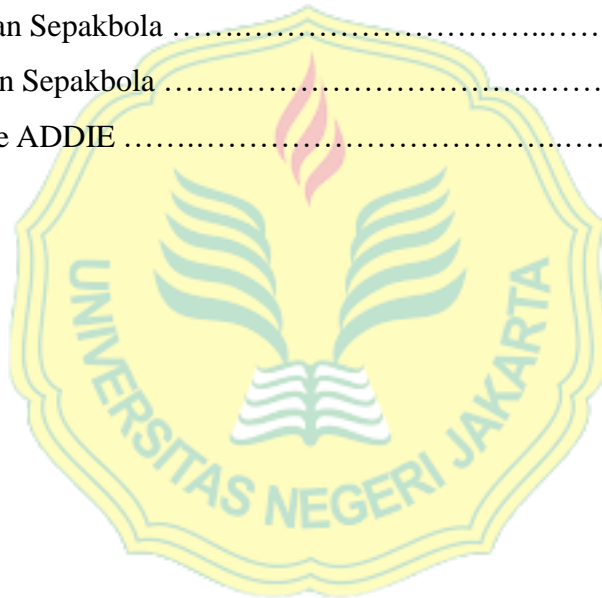 an Sepakbola …….………………………..……
n Sepakbola …….………………………..……
e ADDIE …….……………………………..…
UNIVERSITAS NEGERI JAKARTA